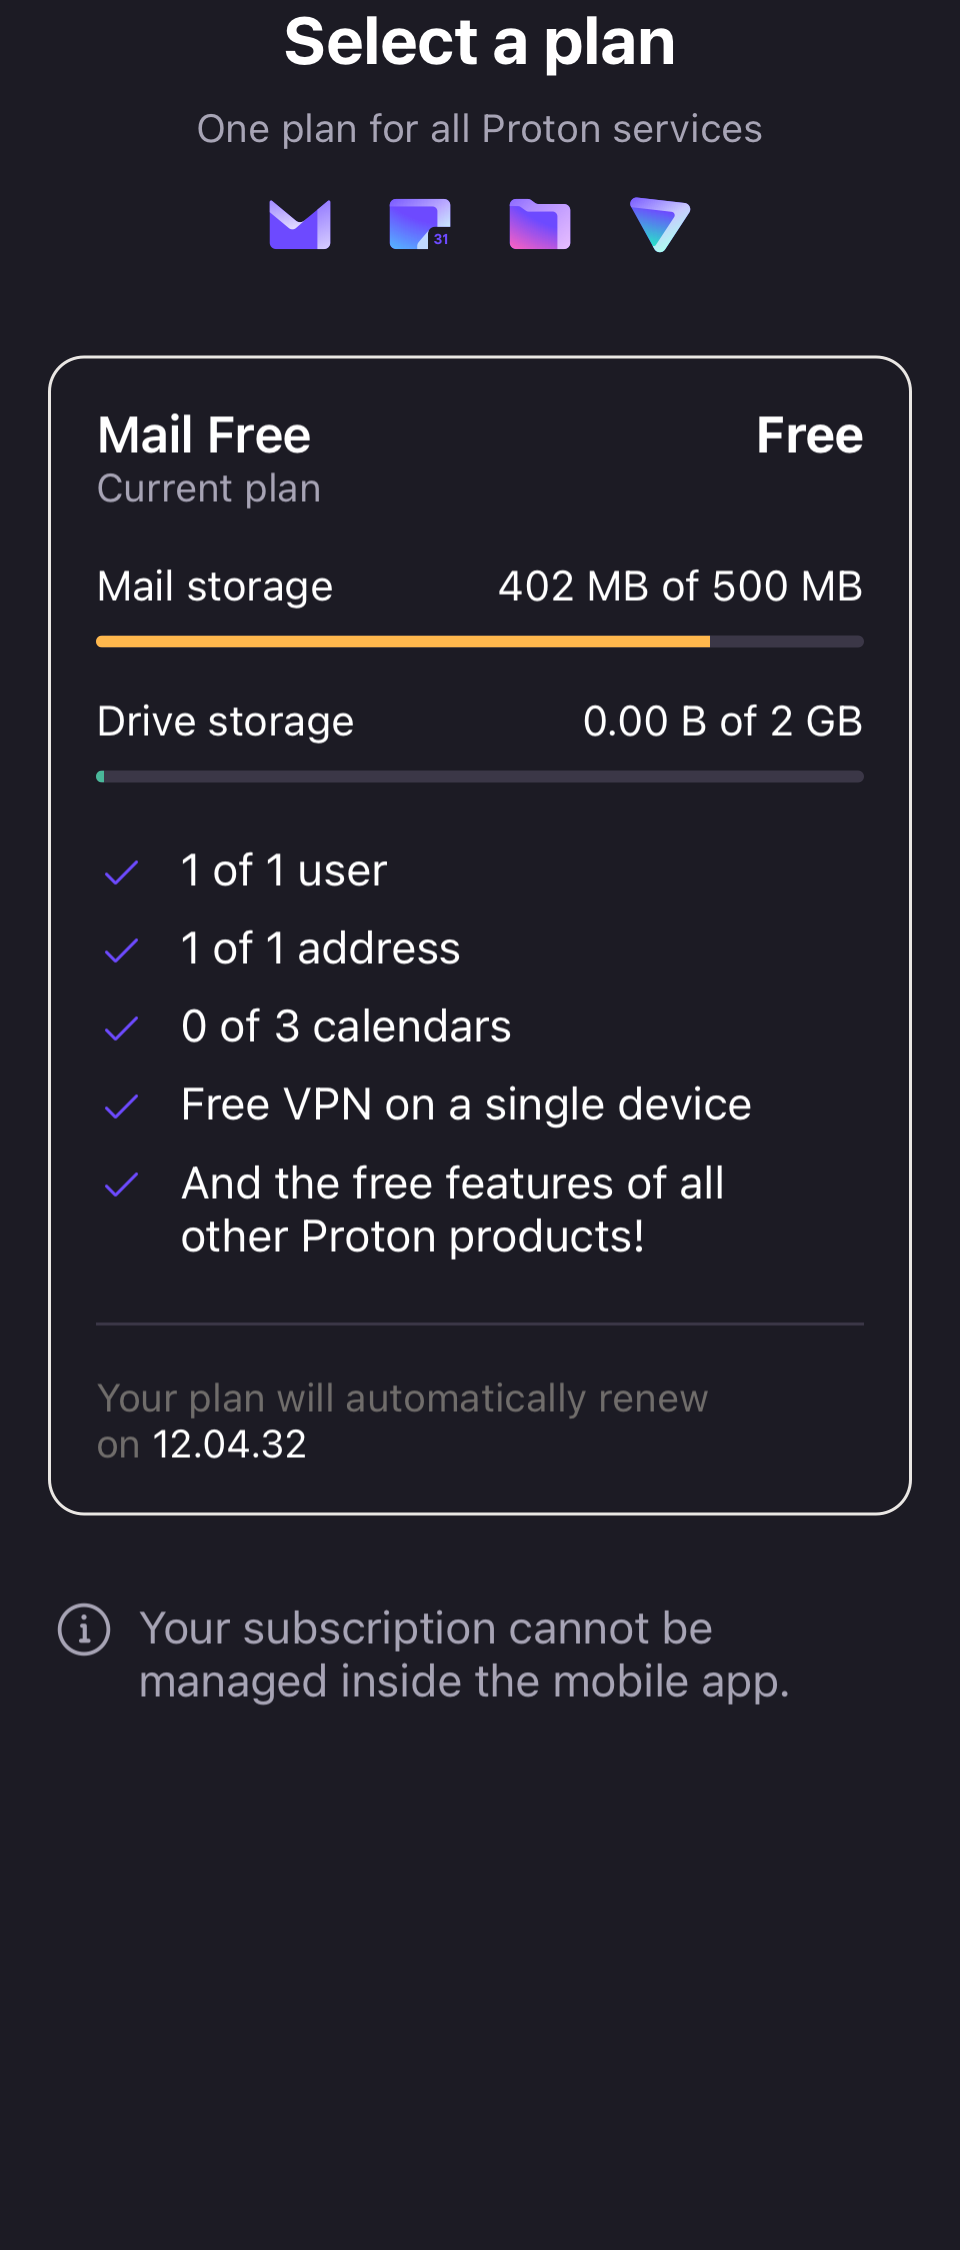 Select a plan
One plan for all Proton services
31
Mail Free Free
Current plan
Mail storage 402 MB of 500 MB
Drive storage 0.00 B of 2 GB
1 of 1 user
1 of 1 address
0 of 3 calendars
Free VPN on a single device
And the free features of all
other Proton products!
Your plan will automatically renew
on 12.04.32
Your subscription cannot be
managed inside the mobile app.